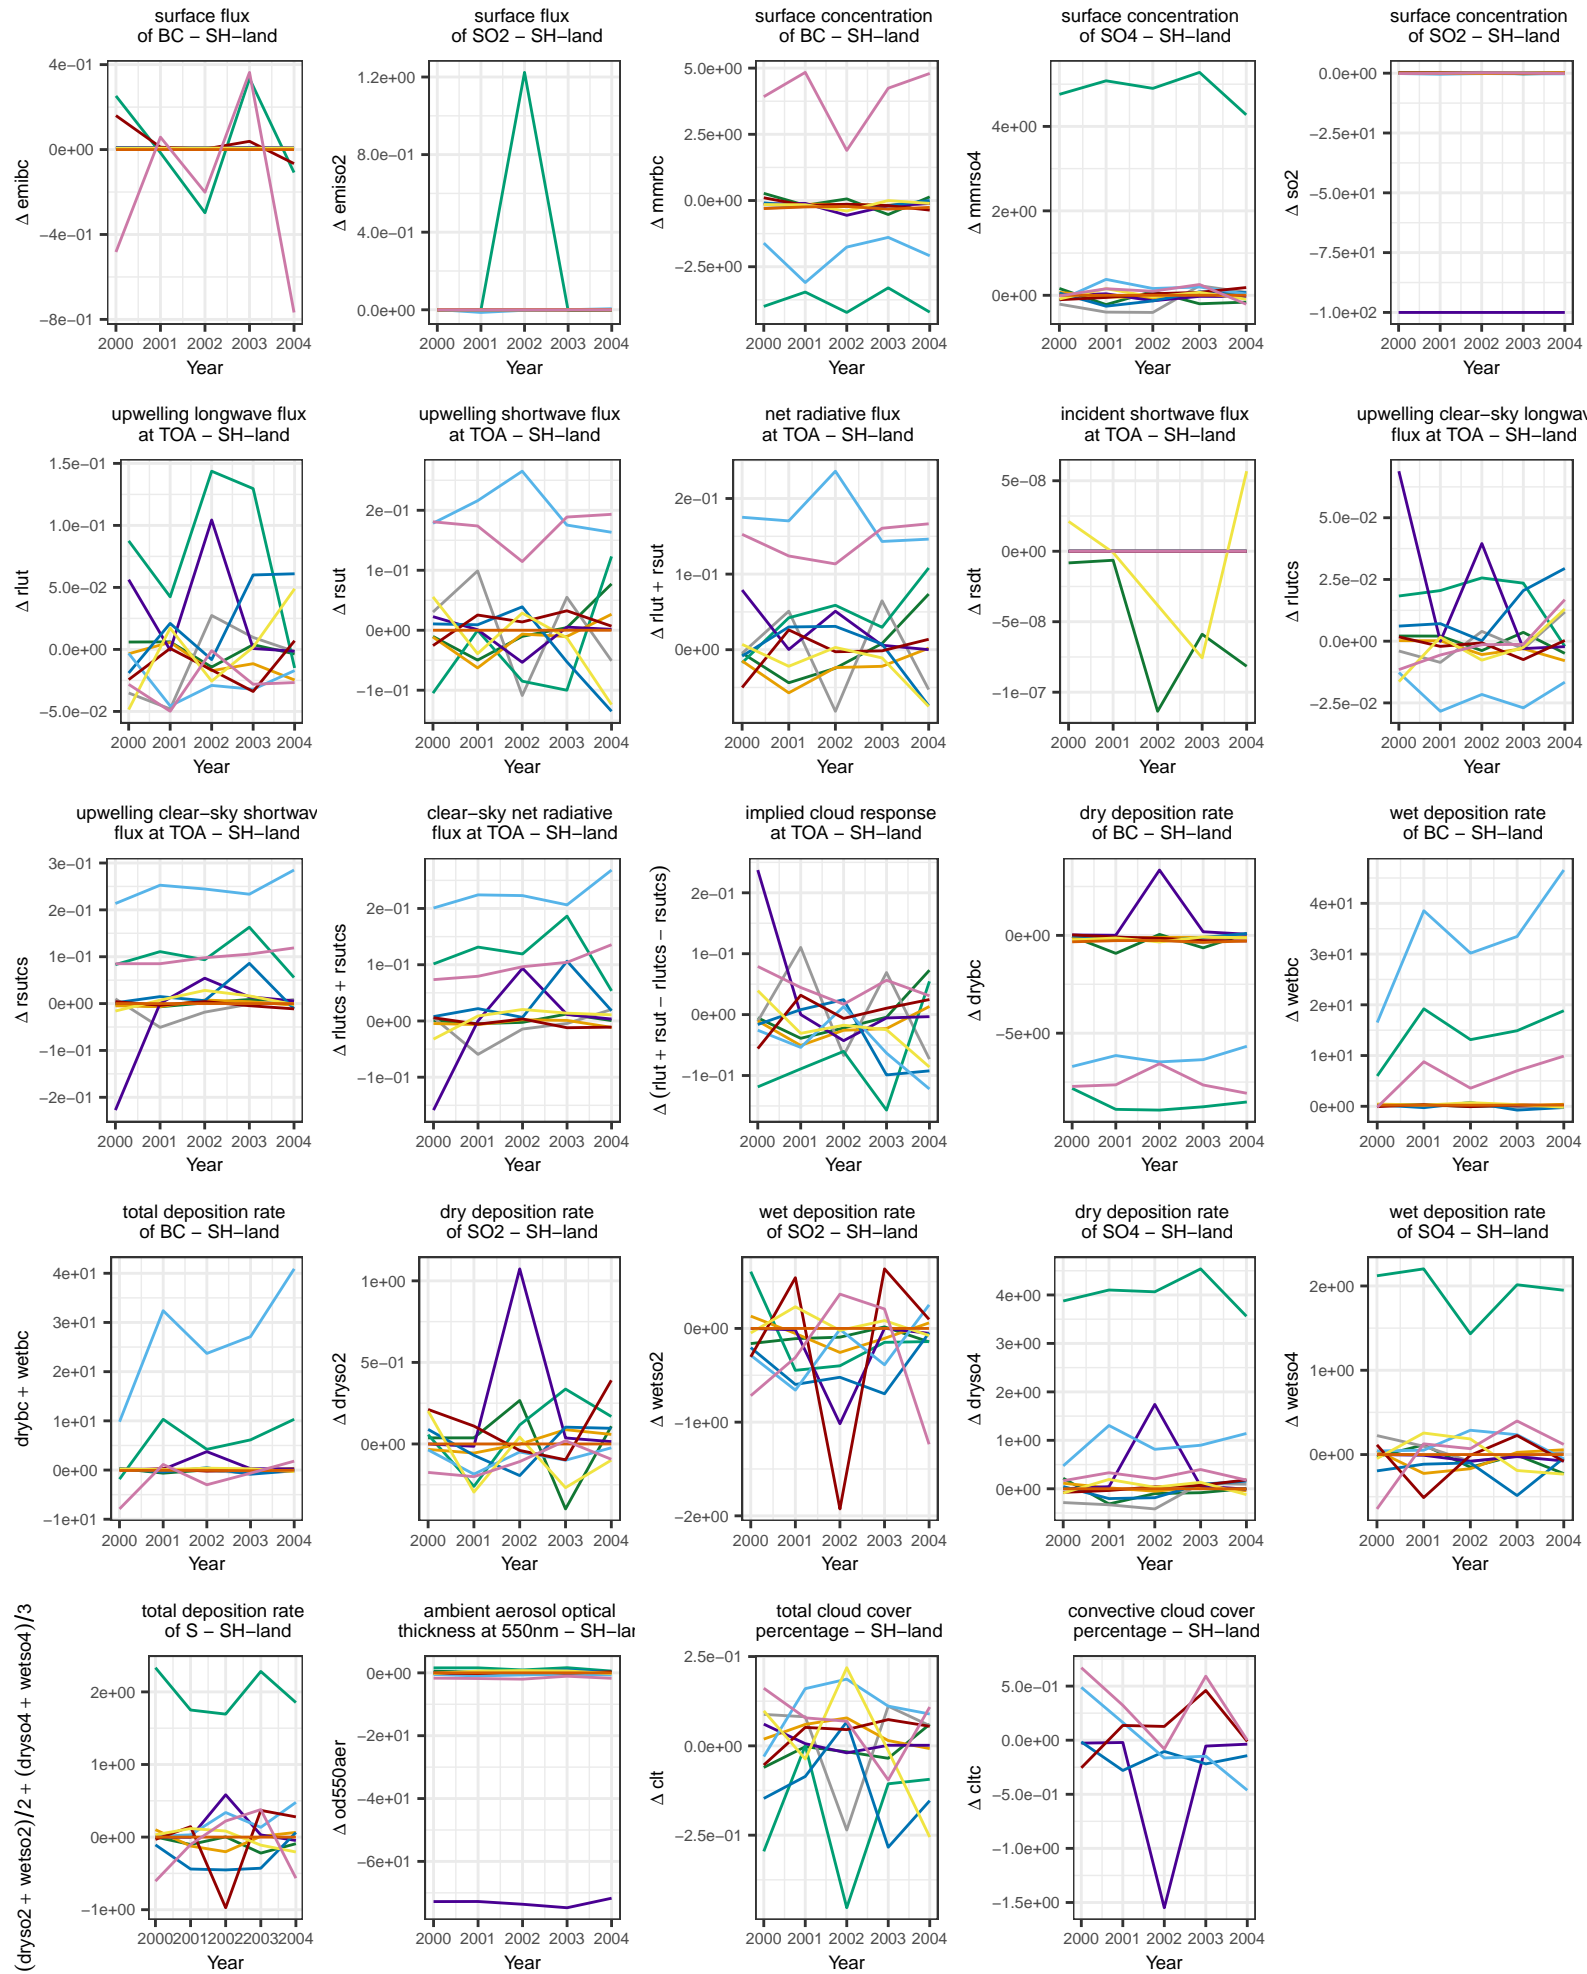 surface flux
of BC − SH−land
surface flux
of SO2 − SH−land
surface concentration
of BC − SH−land
surface concentration
of SO4 − SH−land
surface concentration
of SO2 − SH−land
Δ emibc
4e−01
0e+00
−4e−01
−8e−01
2000 2001 2002 2003 2004
Year
Δ emiso2
1.2e+00
8.0e−01
4.0e−01
0.0e+00
2000 2001 2002 2003 2004
Year
Δ mmrbc
5.0e+00
2.5e+00
0.0e+00
−2.5e+00
2000 2001 2002 2003 2004
Year
Δ mmrso4
4e+00
2e+00
0e+00
2000 2001 2002 2003 2004
Year
Δ so2
0.0e+00
−2.5e+01
−5.0e+01
−7.5e+01
−1.0e+02
2000 2001 2002 2003 2004
Year
upwelling longwave flux
at TOA − SH−land
upwelling shortwave flux
at TOA − SH−land
net radiative flux
at TOA − SH−land
incident shortwave flux
at TOA − SH−land
upwelling clear−sky longwav
flux at TOA − SH−land
Δ rlut
1.5e−01
1.0e−01
5.0e−02
0.0e+00
−5.0e−02
2000 2001 2002 2003 2004
Year
Δ rsut
2e−01
1e−01
0e+00
−1e−01
2000 2001 2002 2003 2004
Year
Δ rlut + rsut
2e−01
1e−01
0e+00
2000 2001 2002 2003 2004
Year
Δ rsdt
5e−08
0e+00
−5e−08
−1e−07
2000 2001 2002 2003 2004
Year
Δ rlutcs
5.0e−02
2.5e−02
0.0e+00
−2.5e−02
2000 2001 2002 2003 2004
Year
upwelling clear−sky shortwav
flux at TOA − SH−land
clear−sky net radiative
flux at TOA − SH−land
implied cloud response
at TOA − SH−land
dry deposition rate
of BC − SH−land
wet deposition rate
of BC − SH−land
Δ rsutcs
3e−01
2e−01
1e−01
0e+00
−1e−01
−2e−01
2000 2001 2002 2003 2004
Year
Δ rlutcs + rsutcs
2e−01
1e−01
0e+00
−1e−01
2000 2001 2002 2003 2004
Year
Δ (rlut + rsut − rlutcs − rsutcs)
2e−01
1e−01
0e+00
−1e−01
2000 2001 2002 2003 2004
Year
Δ drybc
0e+00
−5e+00
2000 2001 2002 2003 2004
Year
Δ wetbc
4e+01
3e+01
2e+01
1e+01
0e+00
2000 2001 2002 2003 2004
Year
total deposition rate
of BC − SH−land
dry deposition rate
of SO2 − SH−land
wet deposition rate
of SO2 − SH−land
dry deposition rate
of SO4 − SH−land
wet deposition rate
of SO4 − SH−land
drybc + wetbc
4e+01
3e+01
2e+01
1e+01
0e+00
−1e+01
2000 2001 2002 2003 2004
Year
Δ dryso2
1e+00
5e−01
0e+00
2000 2001 2002 2003 2004
Year
Δ wetso2
0e+00
−1e+00
−2e+00
2000 2001 2002 2003 2004
Year
Δ dryso4
4e+00
3e+00
2e+00
1e+00
0e+00
2000 2001 2002 2003 2004
Year
Δ wetso4
2e+00
1e+00
0e+00
2000 2001 2002 2003 2004
Year
total deposition rate
of S − SH−land
ambient aerosol optical
thickness at 550nm − SH−lan
total cloud cover
percentage − SH−land
convective cloud cover
percentage − SH−land
(dryso2 + wetso2)/2 + (dryso4 + wetso4)/3
2e+00
1e+00
0e+00
−1e+00
2000 2001 2002 2003 2004
Year
Δ od550aer
0e+00
−2e+01
−4e+01
−6e+01
2000 2001 2002 2003 2004
Year
Δ clt
2.5e−01
0.0e+00
−2.5e−01
2000 2001 2002 2003 2004
Year
Δ cltc
5.0e−01
0.0e+00
−5.0e−01
−1.0e+00
−1.5e+00
2000 2001 2002 2003 2004
Year